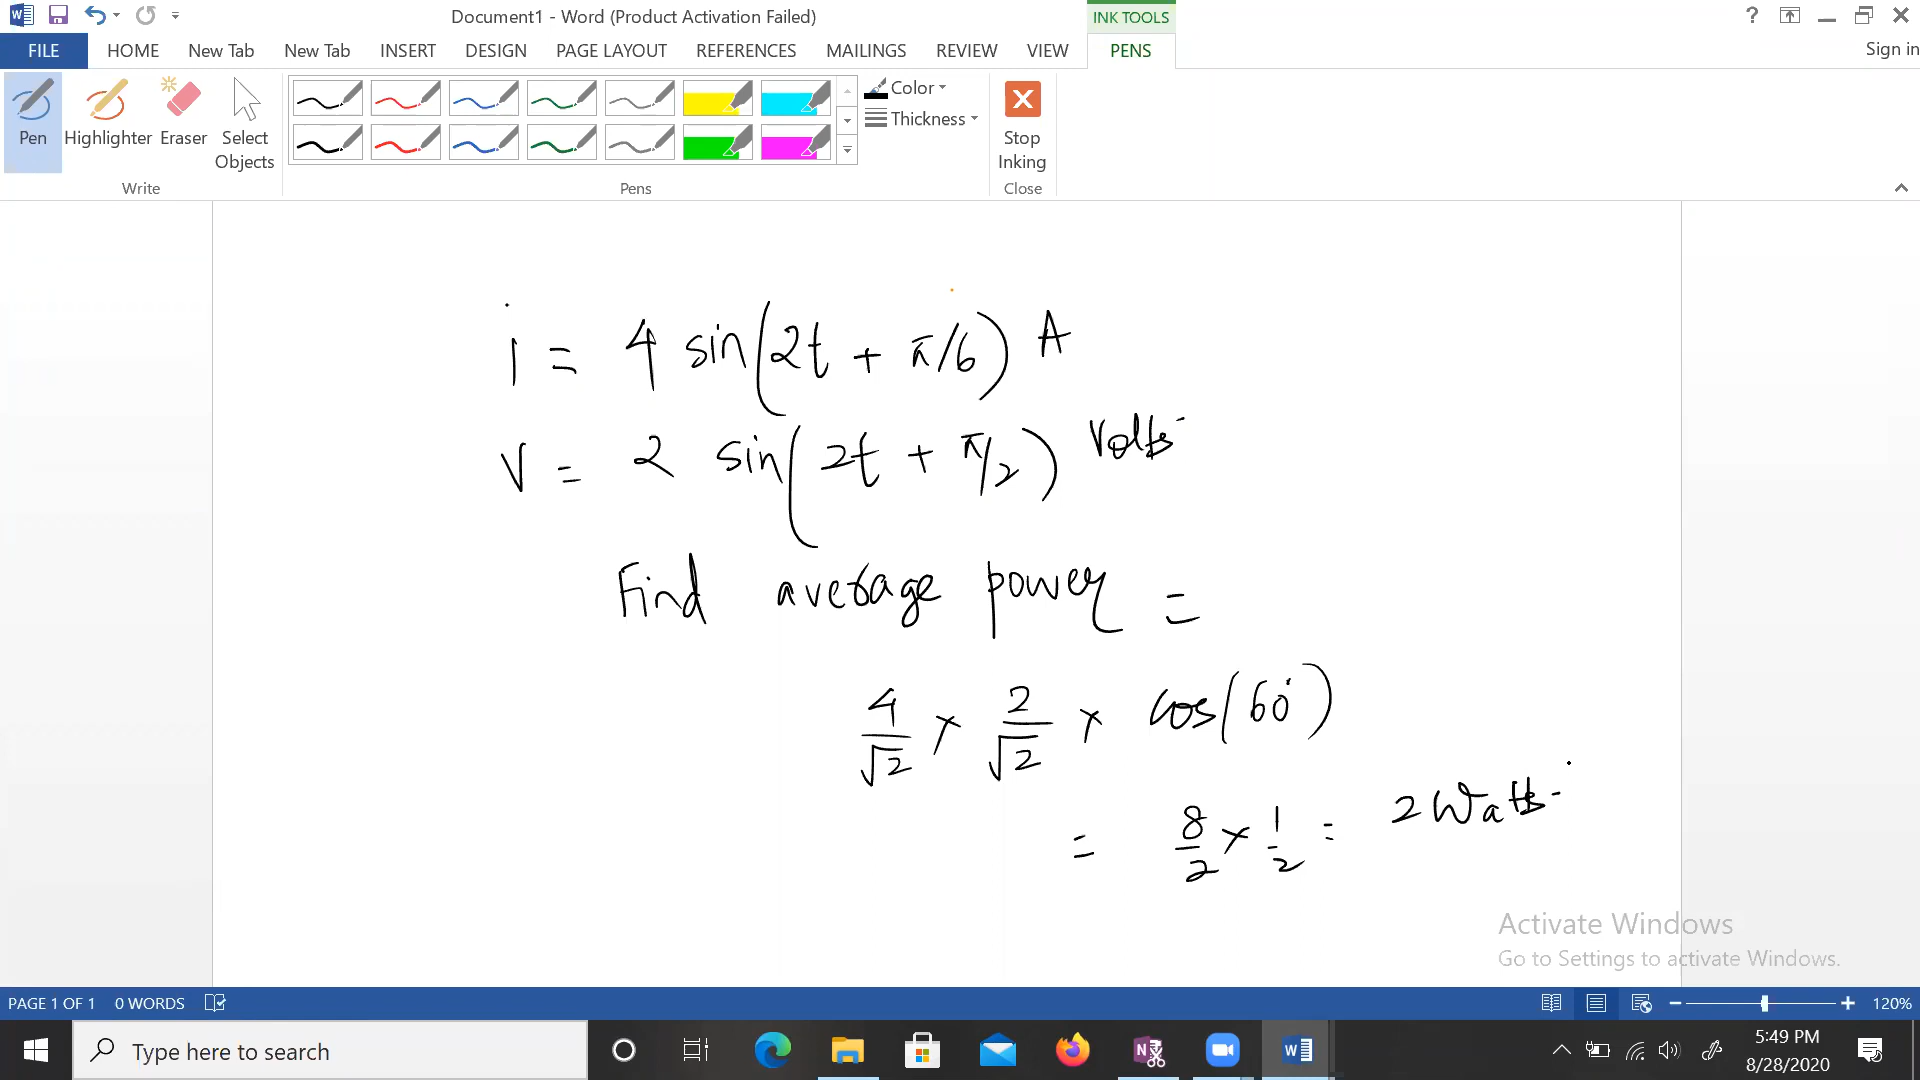 Document1 - Word (Product Activation Failed)
INK TOOLS
?
FILE HOME New Tab New Tab INSERT DESIGN PAGE LAYOUT REFERENCES MAILINGS REVIEW VIEW PENS
Sign in
Pen Highlighter Eraser Select Objects
Color
Thickness
Stop Inking
Write Pens Close
i = 4 sin(2t + π/6) A
V = 2 sin(2t + π/2) Volts
Find average power =
4/√2 × 2/√2 × cos(60°)
= 8/2 × 1/2 = 2 Watts
Activate Windows
Go to Settings to activate Windows.
PAGE 1 OF 1 0 WORDS
120%
Type here to search
N
W
5:49 PM
8/28/2020